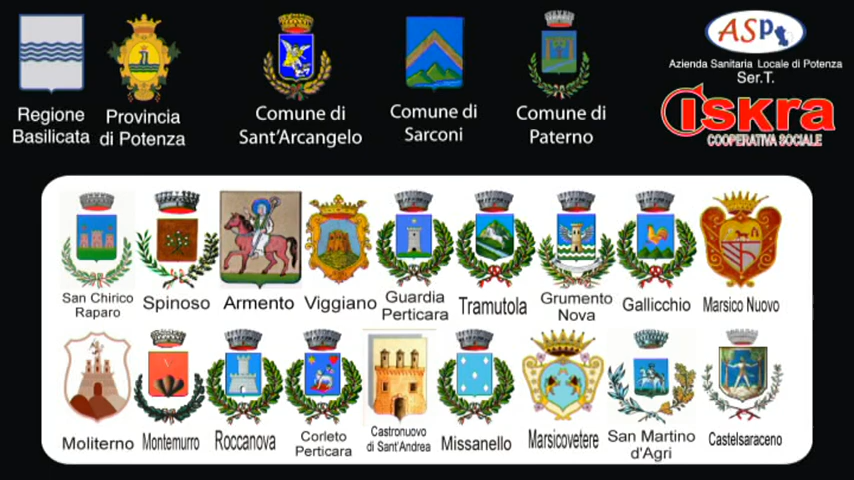 Regione
Basilicata
Provincia
di Potenza
Comune di
Sant'Arcangelo
Comune di
Sarconi
Comune di
Paterno
ASP
Azienda Sanitaria Locale di Potenza
Ser.T.
iskra
COOPERATIVA SOCIALE
San Chirico
Raparo
Spinoso
Armento
Viggiano
Guardia
Perticara
Tramutola
Grumento
Nova
Gallicchio
Marsico Nuovo
Moliterno
Montemurro
Roccanova
Corleto
Perticara
Castronuovo
di Sant'Andrea
Missanello
Marsicovetere
San Martino
d'Agri
Castelsaraceno